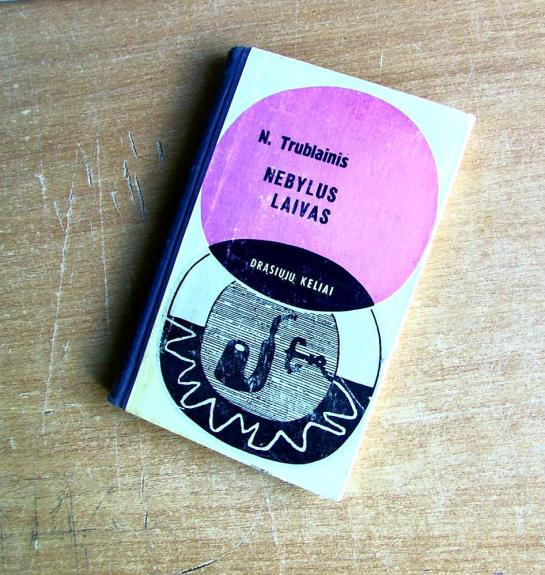 N. Trublainis
NEBYLUS
LAIVAS
DRĄSIŲJŲ KELIAI